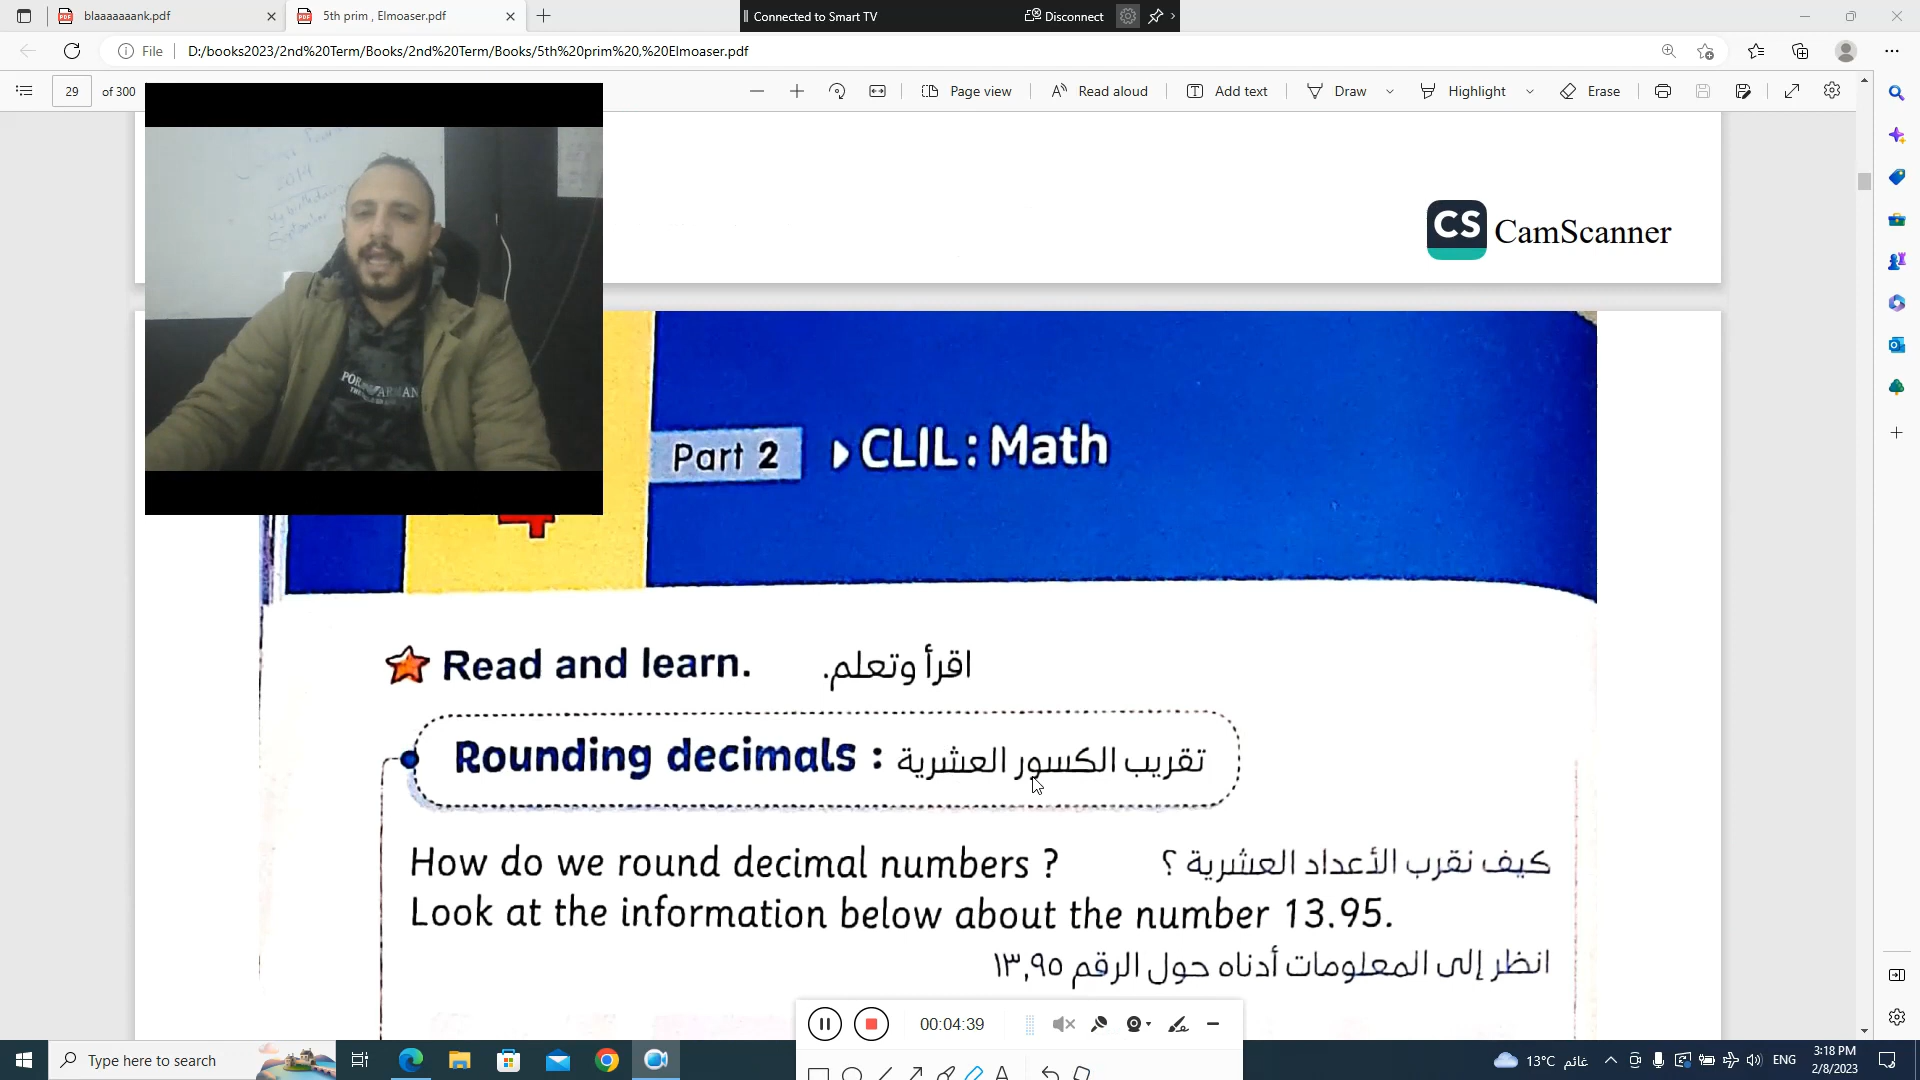 blaaaaaaank.pdf
5th prim , Elmoaser.pdf
Connected to Smart TV
Disconnect
File
D:/books2023/2nd%20Term/Books/2nd%20Term/Books/5th%20prim%20,%20Elmoaser.pdf
29
of 300
Page view
Read aloud
Add text
Draw
Highlight
Erase
2014
CS CamScanner
Part 2
CLIL : Math
Read and learn.
اقرأ وتعلم.
Rounding decimals : تقريب الكسور العشرية
How do we round decimal numbers ?
كيف نقرب الأعداد العشرية ؟
Look at the information below about the number 13.95.
انظر إلى المعلومات أدناه حول الرقم ١٣,٩٥
00:04:39
Type here to search
13°C غائم
ENG
3:18 PM
2/8/2023